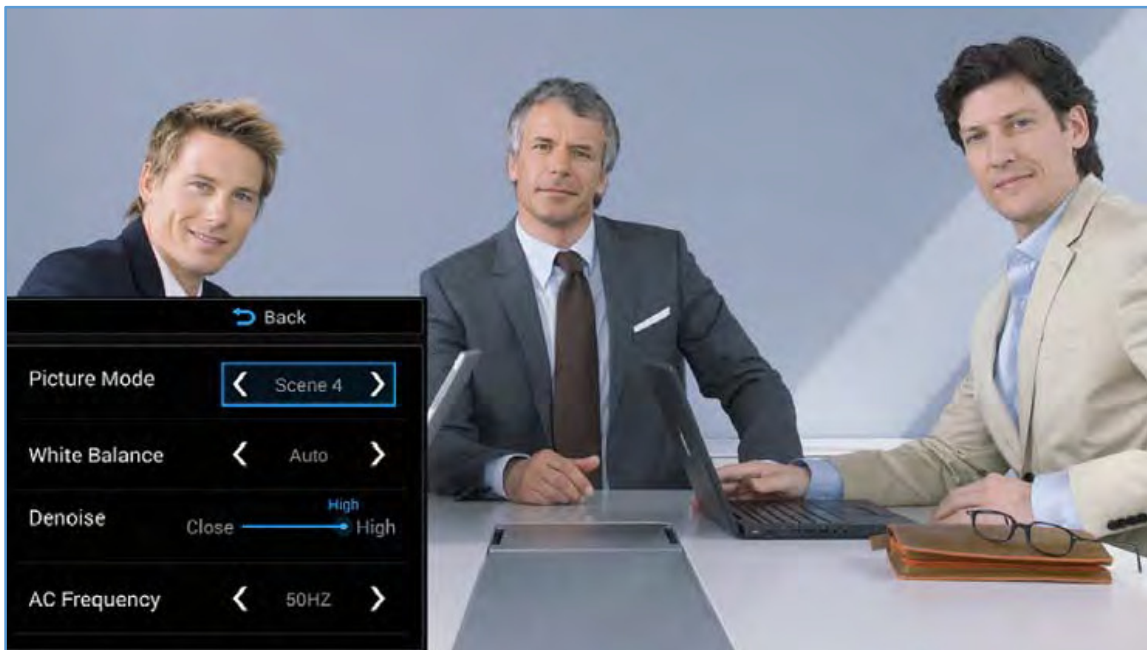 Back
Picture Mode Scene 4
White Balance Auto
High
Denoise Close High
AC Frequency 50HZ